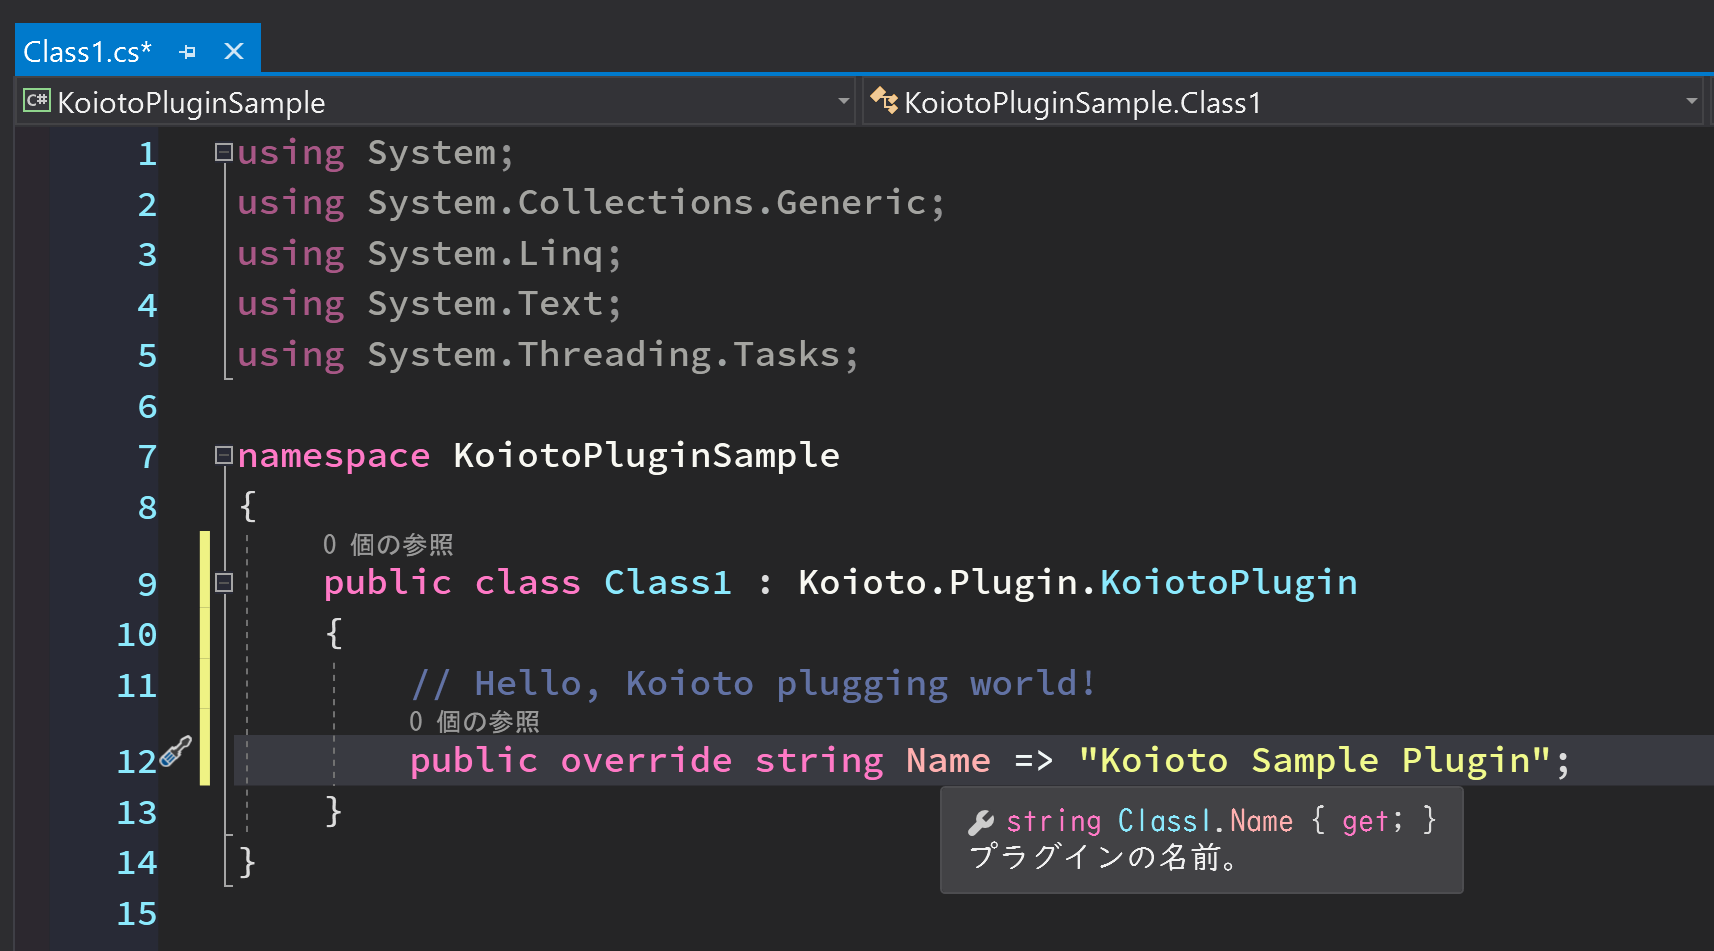 Class1.cs*
C# KoiotoPluginSample
KoiotoPluginSample.Class1
1 using System;
2 using System.Collections.Generic;
3 using System.Linq;
4 using System.Text;
5 using System.Threading.Tasks;
6
7 namespace KoiotoPluginSample
8 {
0 個の参照
9 public class Class1 : Koioto.Plugin.KoiotoPlugin
10 {
11 // Hello, Koioto plugging world!
0 個の参照
12 public override string Name => "Koioto Sample Plugin";
13 }
string Class1.Name { get; }
プラグインの名前。
14 }
15